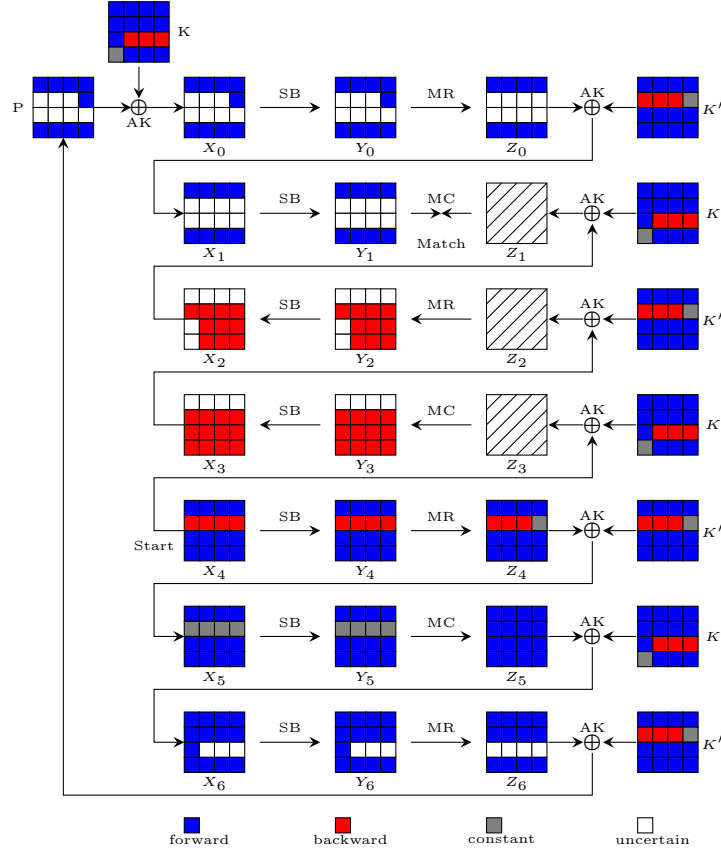 K
P
AK
SB
MR
AK
K′
X0
Y0
Z0
SB
MC
AK
K
Match
X1
Y1
Z1
SB
MR
AK
K′
X2
Y2
Z2
SB
MC
AK
K
X3
Y3
Z3
Start
SB
MR
AK
K′
X4
Y4
Z4
SB
MC
AK
K
X5
Y5
Z5
SB
MR
AK
K′
X6
Y6
Z6
forward backward constant uncertain